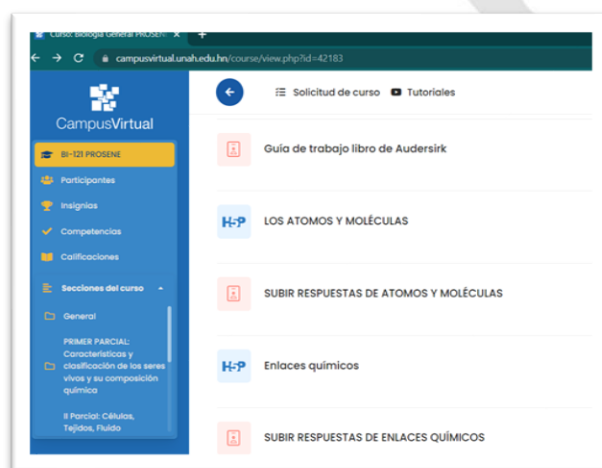 Curso: Biología General PROSEN
campusvirtual.unah.edu.hn/course/view.php?id=42183
CampusVirtual
Solicitud de curso
Tutoriales
BI-121 PROSENE
Participantes
Insignias
Competencias
Calificaciones
Secciones del curso
General
PRIMER PARCIAL:
Características y
clasificación de los seres
vivos y su composición
química
II Parcial: Células,
Tejidos, Fluido
Guía de trabajo libro de Audersirk
H-P
LOS ATOMOS Y MOLÉCULAS
SUBIR RESPUESTAS DE ATOMOS Y MOLÉCULAS
H-P
Enlaces químicos
SUBIR RESPUESTAS DE ENLACES QUÍMICOS